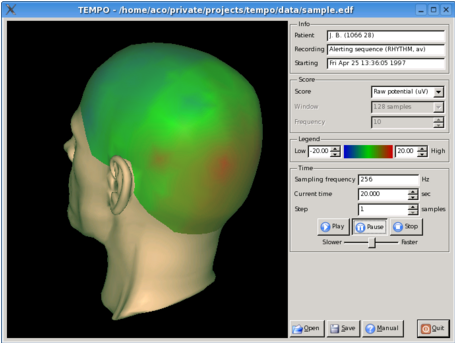 TEMPO - /home/aco/private/projects/tempo/data/sample.edf
Info
Patient J. B. (1066 28)
Recording Alerting sequence (RHYTHM, av)
Starting Fri Apr 25 13:36:05 1997
Score
Score Raw potential (uV)
Window 128 samples
Frequency 10
Legend
Low -20.00 20.00 High
Time
Sampling frequency 256 Hz
Current time 20.000 sec
Step 1 samples
Play Pause Stop
Slower Faster
Open Save Manual Quit